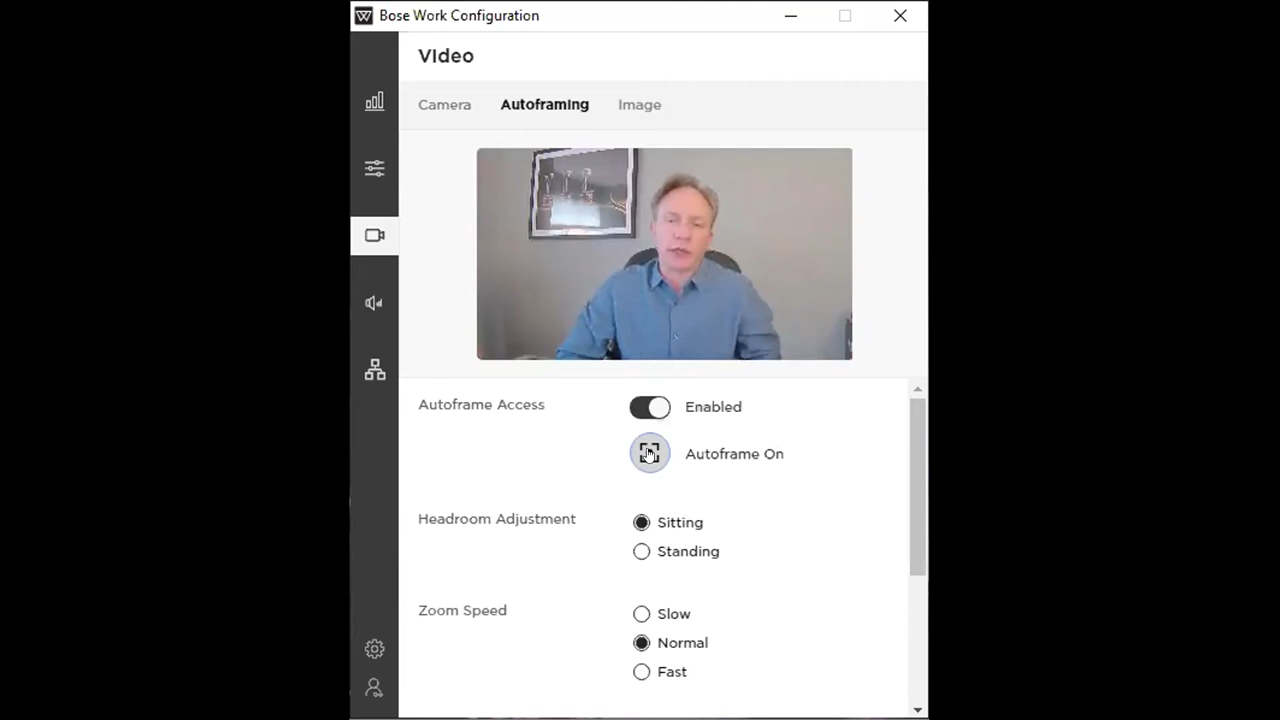 Bose Work Configuration
VIdeo
Camera Autoframing Image
Autoframe Access Enabled
Autoframe On
Headroom Adjustment Sitting
Standing
Zoom Speed Slow
Normal
Fast